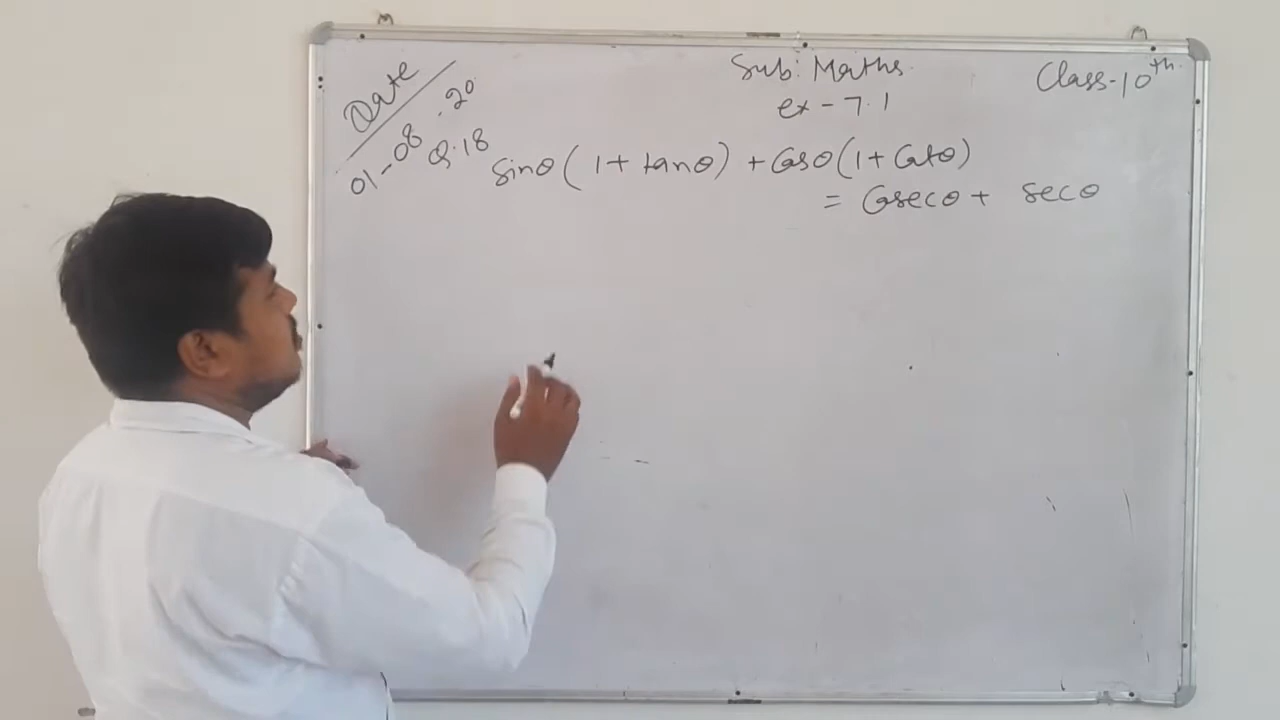 Date
01-08.20
Sub: Maths.
Class-10th.
ex-7.1
Q.18 sinθ(1+tanθ)+Cosθ(1+Cotθ)
= Cosecθ+ secθ